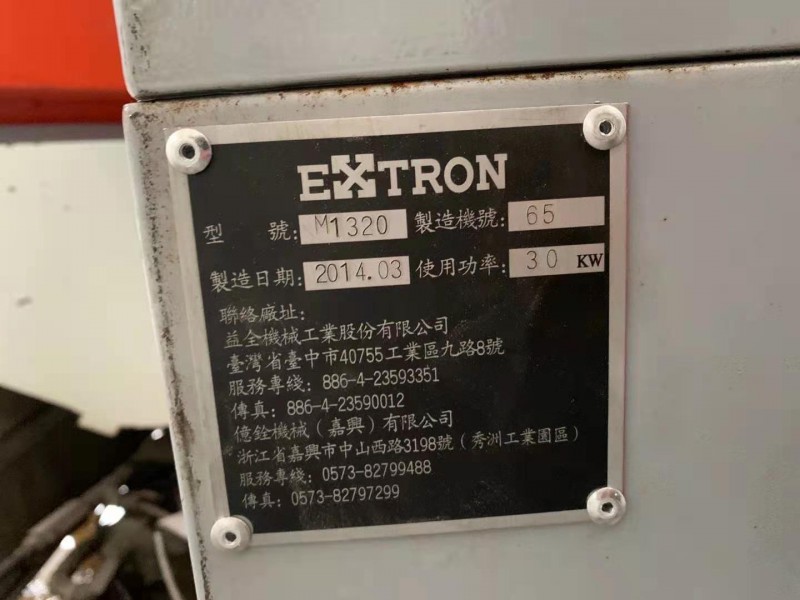 EXTRON
型 號: M1320 製造機號: 65
製造日期: 2014.03 使用功率: 30 KW
聯絡廠址:
益全機械工業股份有限公司
臺灣省臺中市40755工業區九路8號
服務專綫: 886-4-23593351
傳真: 886-4-23590012
億銓機械(嘉興)有限公司
浙江省嘉興市中山西路3198號(秀洲工業園區)
服務專綫: 0573-82799488
傳真: 0573-82797299